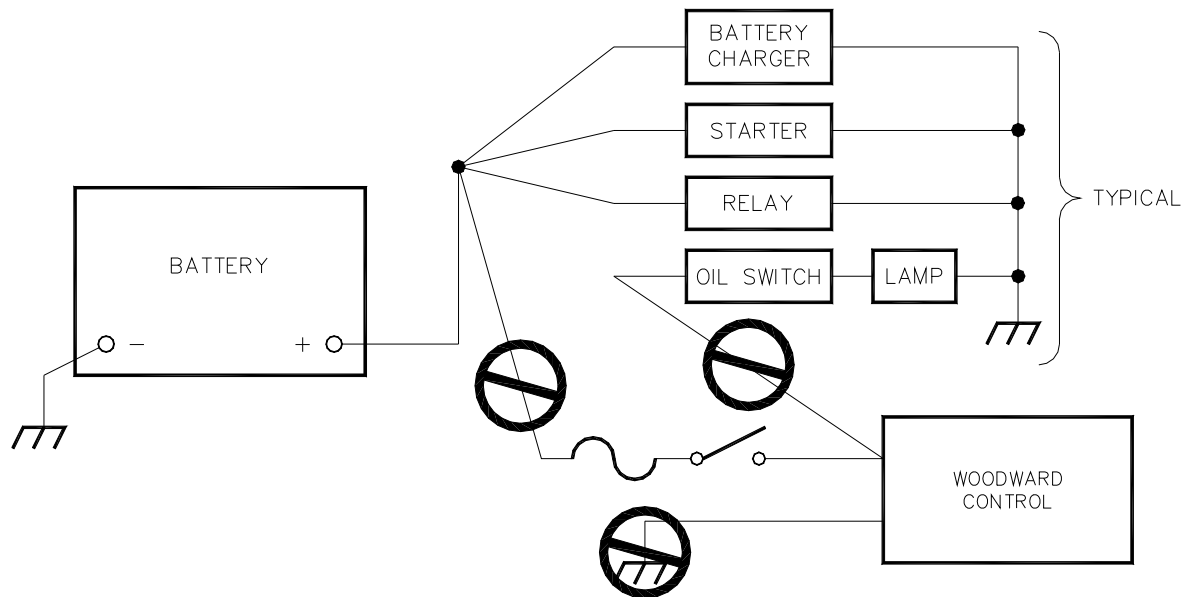 BATTERY
CHARGER
STARTER
RELAY
TYPICAL
BATTERY
OIL SWITCH
LAMP
- +
WOODWARD
CONTROL